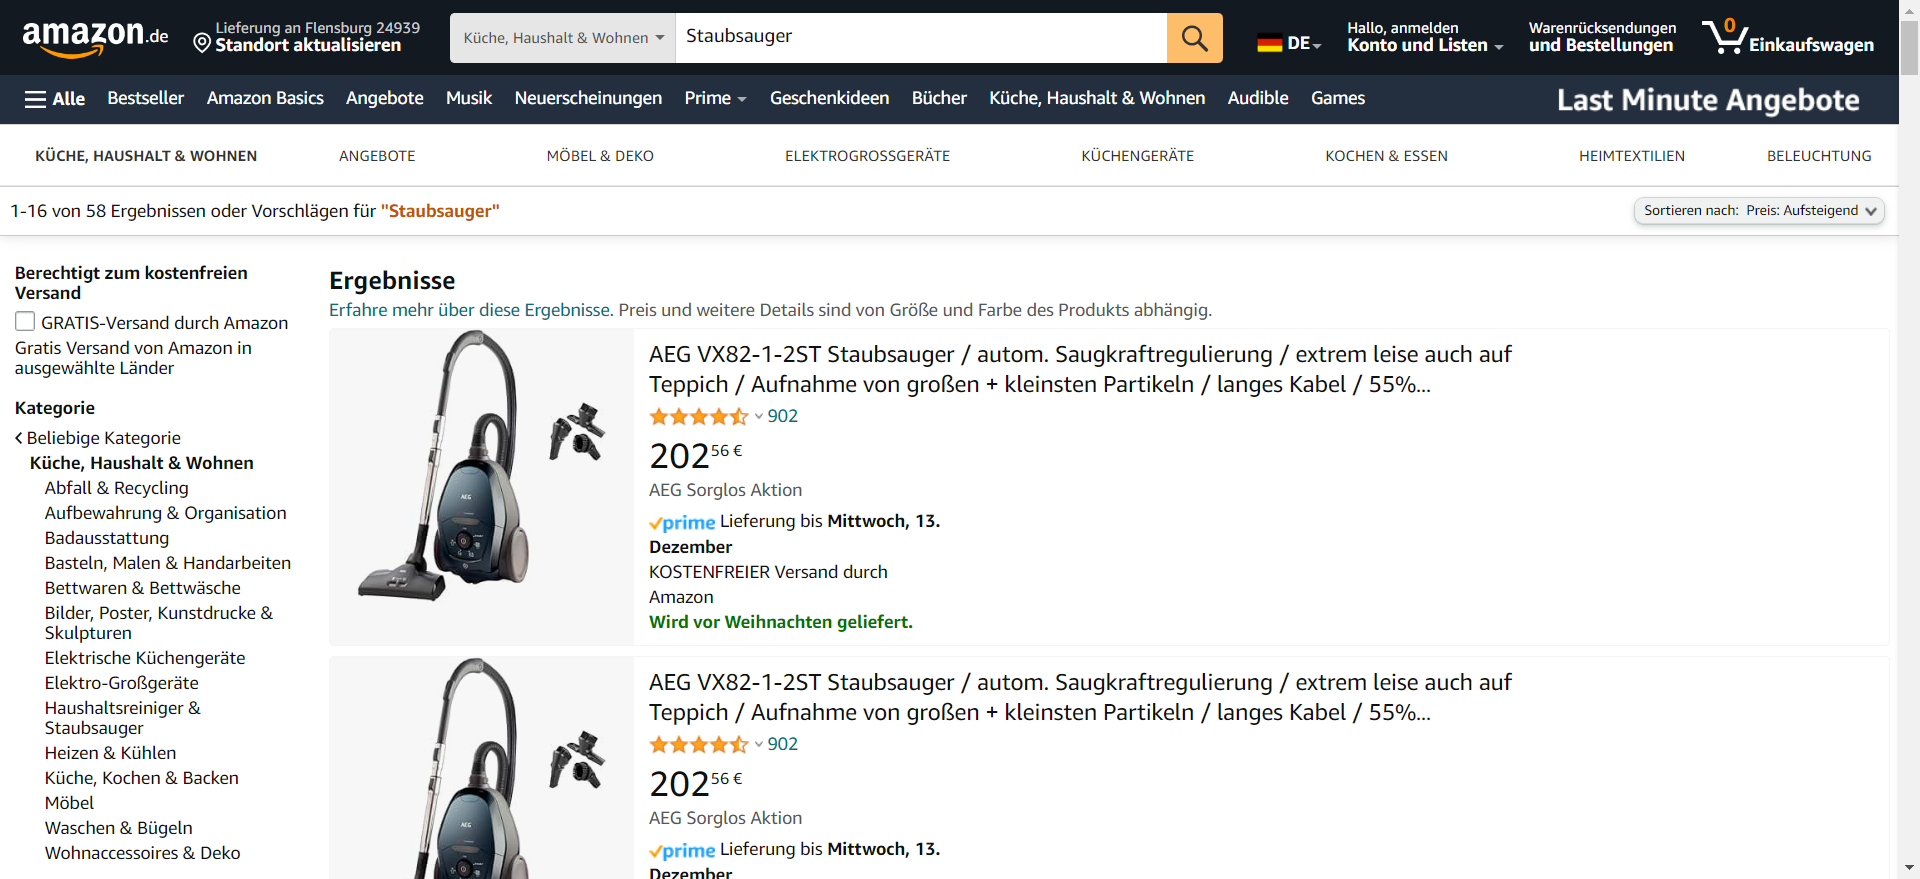 amazon.de
Lieferung an Flensburg 24939
Standort aktualisieren
Küche, Haushalt & Wohnen
Staubsauger
DE
Hallo, anmelden
Konto und Listen
Warenrücksendungen
und Bestellungen
0
Einkaufswagen
Alle
Bestseller
Amazon Basics
Angebote
Musik
Neuerscheinungen
Prime
Geschenkideen
Bücher
Küche, Haushalt & Wohnen
Audible
Games
Last Minute Angebote
KÜCHE, HAUSHALT & WOHNEN
ANGEBOTE
MÖBEL & DEKO
ELEKTROGROSSGERÄTE
KÜCHENGERÄTE
KOCHEN & ESSEN
HEIMTEXTILIEN
BELEUCHTUNG
1-16 von 58 Ergebnissen oder Vorschlägen für "Staubsauger"
Sortieren nach: Preis: Aufsteigend
Berechtigt zum kostenfreien
Versand
GRATIS-Versand durch Amazon
Gratis Versand von Amazon in
ausgewählte Länder
Kategorie
Beliebige Kategorie
Küche, Haushalt & Wohnen
Abfall & Recycling
Aufbewahrung & Organisation
Badausstattung
Basteln, Malen & Handarbeiten
Bettwaren & Bettwäsche
Bilder, Poster, Kunstdrucke &
Skulpturen
Elektrische Küchengeräte
Elektro-Großgeräte
Haushaltsreiniger &
Staubsauger
Heizen & Kühlen
Küche, Kochen & Backen
Möbel
Waschen & Bügeln
Wohnaccessoires & Deko
Ergebnisse
Erfahre mehr über diese Ergebnisse. Preis und weitere Details sind von Größe und Farbe des Produkts abhängig.
AEG
AEG VX82-1-2ST Staubsauger / autom. Saugkraftregulierung / extrem leise auch auf
Teppich / Aufnahme von großen + kleinsten Partikeln / langes Kabel / 55%...
902
202 56 €
AEG Sorglos Aktion
prime Lieferung bis Mittwoch, 13.
Dezember
KOSTENFREIER Versand durch
Amazon
Wird vor Weihnachten geliefert.
AEG
AEG VX82-1-2ST Staubsauger / autom. Saugkraftregulierung / extrem leise auch auf
Teppich / Aufnahme von großen + kleinsten Partikeln / langes Kabel / 55%...
902
202 56 €
AEG Sorglos Aktion
prime Lieferung bis Mittwoch, 13.
Dezember